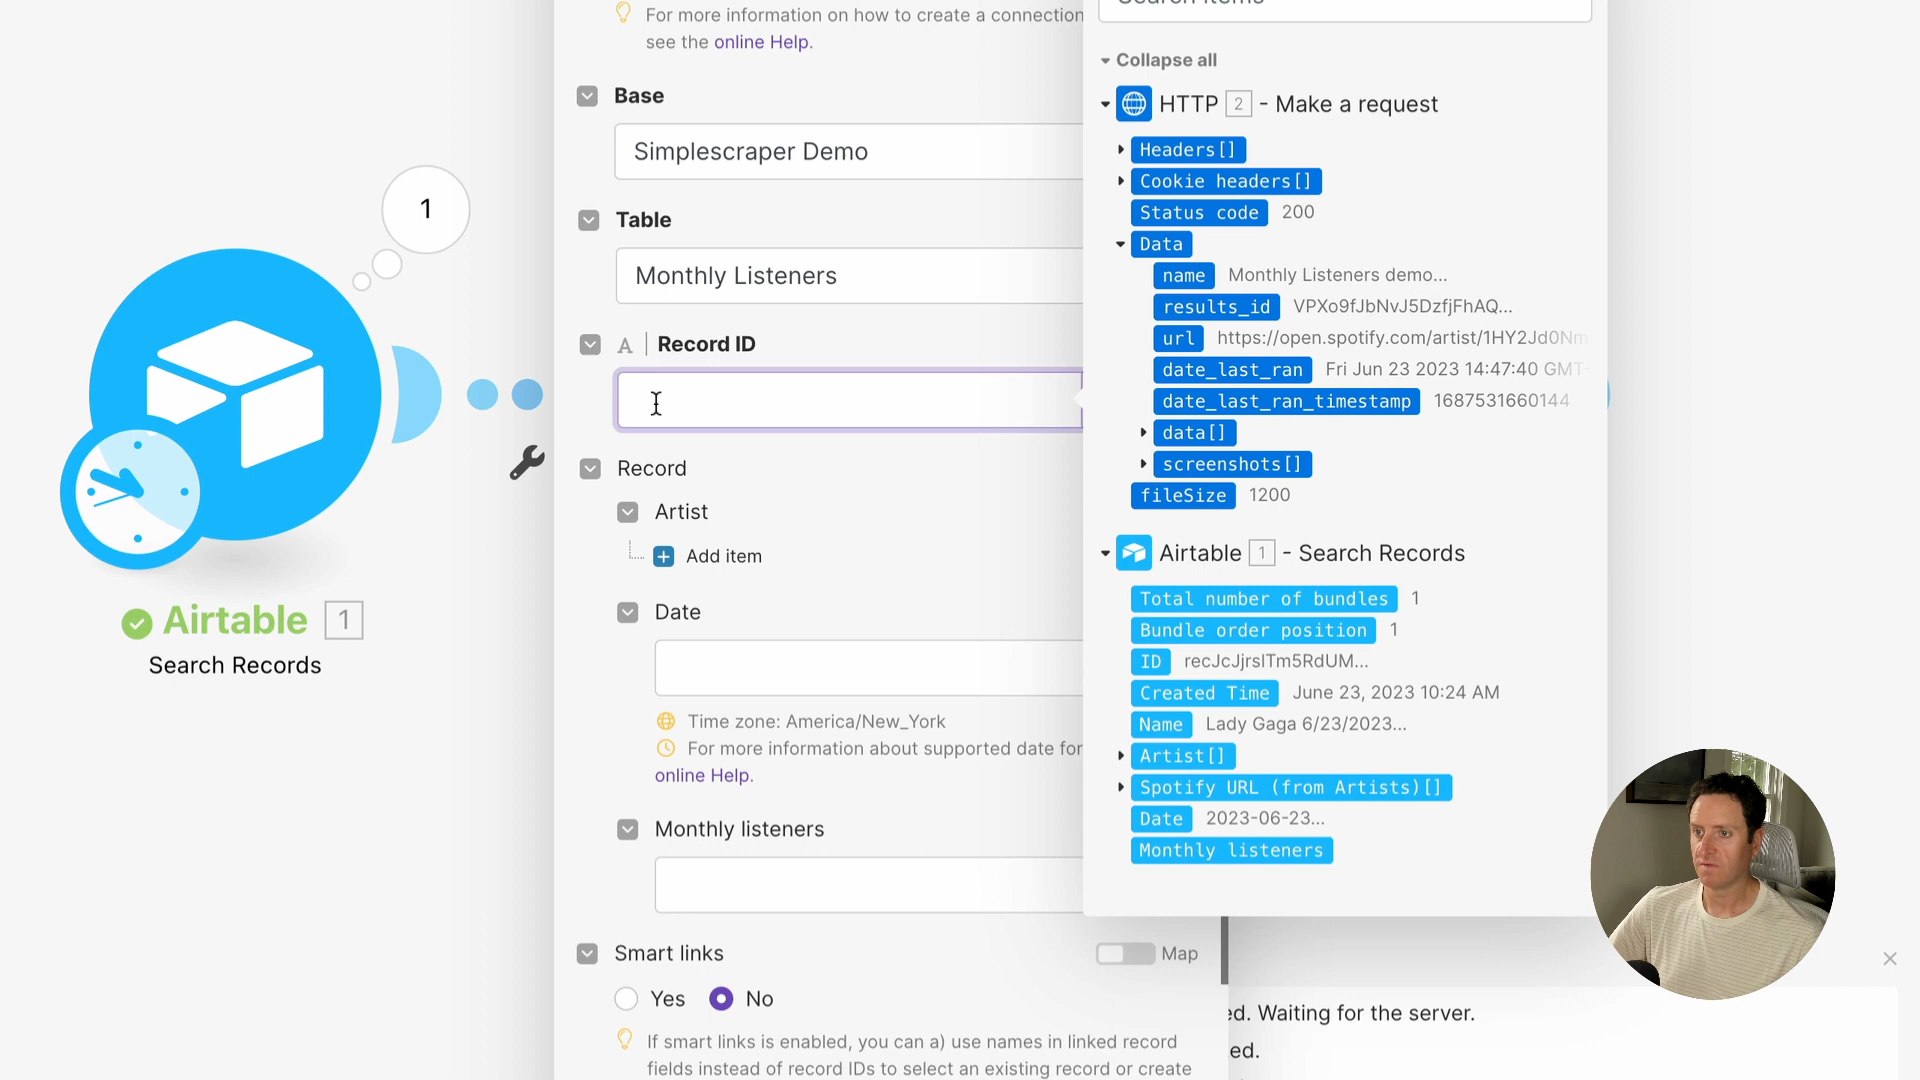 For more information on how to create a connection
see the online Help.
Base
Simplescraper Demo
Table
Monthly Listeners
A | Record ID
Record
Artist
Add item
Date
Time zone: America/New_York
For more information about supported date for
online Help.
Monthly listeners
Smart links
Map
Yes
No
If smart links is enabled, you can a) use names in linked record
fields instead of record IDs to select an existing record or create
1
Airtable 1
Search Records
Search items
Collapse all
HTTP 2 - Make a request
Headers[]
Cookie headers[]
Status code 200
Data
name Monthly Listeners demo...
results_id VPXo9fJbNvJ5DzfjFhAQ...
url https://open.spotify.com/artist/1HY2Jd0Nm
date_last_ran Fri Jun 23 2023 14:47:40 GMT+
date_last_ran_timestamp 1687531660144
data[]
screenshots[]
fileSize 1200
Airtable 1 - Search Records
Total number of bundles 1
Bundle order position 1
ID recJcJjrslTm5RdUM...
Created Time June 23, 2023 10:24 AM
Name Lady Gaga 6/23/2023...
Artist[]
Spotify URL (from Artists)[]
Date 2023-06-23...
Monthly listeners
ed. Waiting for the server.
ed.